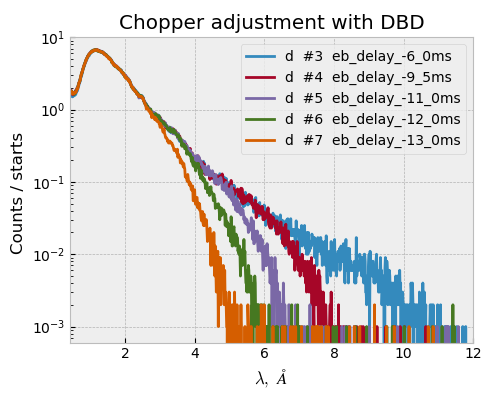 Chopper adjustment with DBD
Counts / starts
10¹
10⁰
10⁻¹
10⁻²
10⁻³
d #3 eb_delay_-6_0ms
d #4 eb_delay_-9_5ms
d #5 eb_delay_-11_0ms
d #6 eb_delay_-12_0ms
d #7 eb_delay_-13_0ms
2 4 6 8 10 12
λ, Å